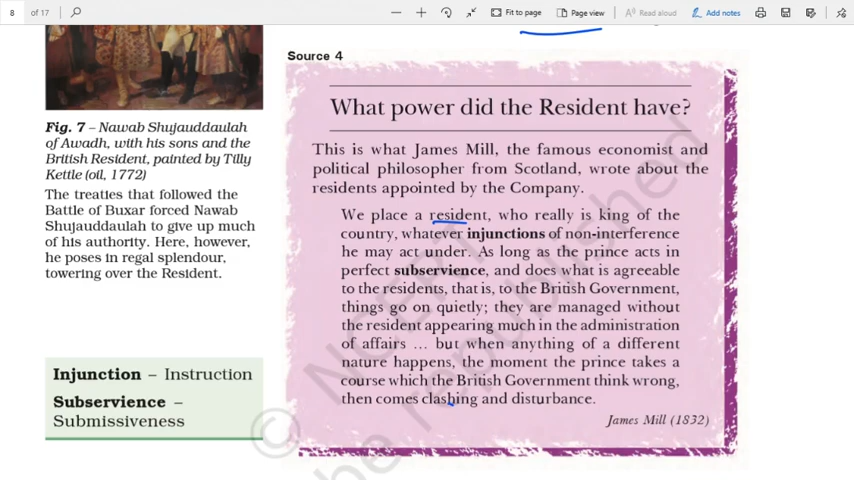 8 of 17
Fit to page
Page view
Read aloud
Add notes
Source 4
What power did the Resident have?
This is what James Mill, the famous economist and
political philosopher from Scotland, wrote about the
residents appointed by the Company.
We place a resident, who really is king of the
country, whatever injunctions of non-interference
he may act under. As long as the prince acts in
perfect subservience, and does what is agreeable
to the residents, that is, to the British Government,
things go on quietly; they are managed without
the resident appearing much in the administration
of affairs ... but when anything of a different
nature happens, the moment the prince takes a
course which the British Government think wrong,
then comes clashing and disturbance.
James Mill (1832)
Fig. 7 – Nawab Shujauddaulah
of Awadh, with his sons and the
British Resident, painted by Tilly
Kettle (oil, 1772)
The treaties that followed the
Battle of Buxar forced Nawab
Shujauddaulah to give up much
of his authority. Here, however,
he poses in regal splendour,
towering over the Resident.
Injunction – Instruction
Subservience –
Submissiveness
© NCERT
be republished